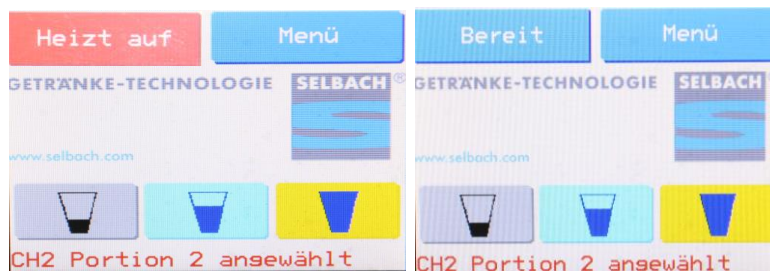 Heizt auf
Menü
GETRÄNKE-TECHNOLOGIE
SELBACH®
www.selbach.com
CH2 Portion 2 angewählt
Bereit
Menü
GETRÄNKE-TECHNOLOGIE
SELBACH
www.selbach.com
CH2 Portion 2 angewählt